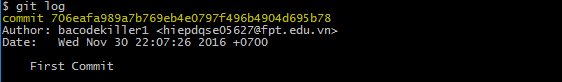 $ git log
commit 706eafa989a7b769eb4e0797f496b4904d695b78
Author: bacodekiller1 <hiepdqse05627@fpt.edu.vn>
Date:   Wed Nov 30 22:07:26 2016 +0700
    First Commit